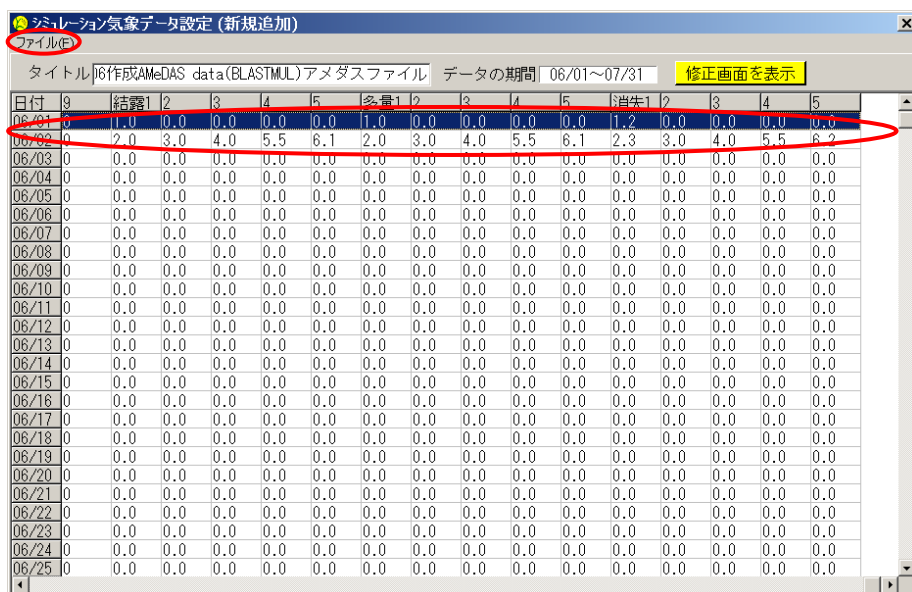 シミュレーション気象データ設定 (新規追加)
ファイル(F)
タイトル 06作成AMeDAS data(BLASTMUL)アメダスファイル データの期間 06/01～07/31 修正画面を表示
日付 9 結露1 2 3 4 5 多量1 2 3 4 5 消失1 2 3 4 5
06/01 0 1.0 0.0 0.0 0.0 0.0 1.0 0.0 0.0 0.0 0.0 1.2 0.0 0.0 0.0 0.0
06/02 0 2.0 3.0 4.0 5.5 6.1 2.0 3.0 4.0 5.5 6.1 2.3 3.0 4.0 5.5 6.2
06/03 0 0.0 0.0 0.0 0.0 0.0 0.0 0.0 0.0 0.0 0.0 0.0 0.0 0.0 0.0 0.0
06/04 0 0.0 0.0 0.0 0.0 0.0 0.0 0.0 0.0 0.0 0.0 0.0 0.0 0.0 0.0 0.0
06/05 0 0.0 0.0 0.0 0.0 0.0 0.0 0.0 0.0 0.0 0.0 0.0 0.0 0.0 0.0 0.0
06/06 0 0.0 0.0 0.0 0.0 0.0 0.0 0.0 0.0 0.0 0.0 0.0 0.0 0.0 0.0 0.0
06/07 0 0.0 0.0 0.0 0.0 0.0 0.0 0.0 0.0 0.0 0.0 0.0 0.0 0.0 0.0 0.0
06/08 0 0.0 0.0 0.0 0.0 0.0 0.0 0.0 0.0 0.0 0.0 0.0 0.0 0.0 0.0 0.0
06/09 0 0.0 0.0 0.0 0.0 0.0 0.0 0.0 0.0 0.0 0.0 0.0 0.0 0.0 0.0 0.0
06/10 0 0.0 0.0 0.0 0.0 0.0 0.0 0.0 0.0 0.0 0.0 0.0 0.0 0.0 0.0 0.0
06/11 0 0.0 0.0 0.0 0.0 0.0 0.0 0.0 0.0 0.0 0.0 0.0 0.0 0.0 0.0 0.0
06/12 0 0.0 0.0 0.0 0.0 0.0 0.0 0.0 0.0 0.0 0.0 0.0 0.0 0.0 0.0 0.0
06/13 0 0.0 0.0 0.0 0.0 0.0 0.0 0.0 0.0 0.0 0.0 0.0 0.0 0.0 0.0 0.0
06/14 0 0.0 0.0 0.0 0.0 0.0 0.0 0.0 0.0 0.0 0.0 0.0 0.0 0.0 0.0 0.0
06/15 0 0.0 0.0 0.0 0.0 0.0 0.0 0.0 0.0 0.0 0.0 0.0 0.0 0.0 0.0 0.0
06/16 0 0.0 0.0 0.0 0.0 0.0 0.0 0.0 0.0 0.0 0.0 0.0 0.0 0.0 0.0 0.0
06/17 0 0.0 0.0 0.0 0.0 0.0 0.0 0.0 0.0 0.0 0.0 0.0 0.0 0.0 0.0 0.0
06/18 0 0.0 0.0 0.0 0.0 0.0 0.0 0.0 0.0 0.0 0.0 0.0 0.0 0.0 0.0 0.0
06/19 0 0.0 0.0 0.0 0.0 0.0 0.0 0.0 0.0 0.0 0.0 0.0 0.0 0.0 0.0 0.0
06/20 0 0.0 0.0 0.0 0.0 0.0 0.0 0.0 0.0 0.0 0.0 0.0 0.0 0.0 0.0 0.0
06/21 0 0.0 0.0 0.0 0.0 0.0 0.0 0.0 0.0 0.0 0.0 0.0 0.0 0.0 0.0 0.0
06/22 0 0.0 0.0 0.0 0.0 0.0 0.0 0.0 0.0 0.0 0.0 0.0 0.0 0.0 0.0 0.0
06/23 0 0.0 0.0 0.0 0.0 0.0 0.0 0.0 0.0 0.0 0.0 0.0 0.0 0.0 0.0 0.0
06/24 0 0.0 0.0 0.0 0.0 0.0 0.0 0.0 0.0 0.0 0.0 0.0 0.0 0.0 0.0 0.0
06/25 0 0.0 0.0 0.0 0.0 0.0 0.0 0.0 0.0 0.0 0.0 0.0 0.0 0.0 0.0 0.0